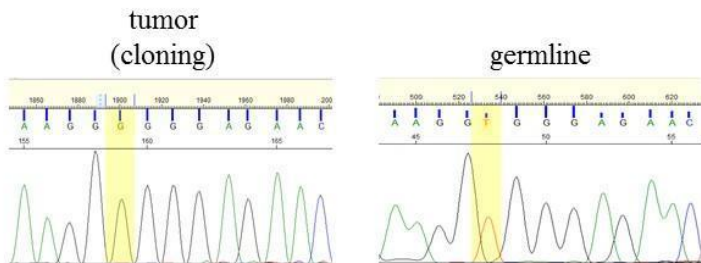 tumor
(cloning)
1860 1880 1900 1920 1940 1960 1980 200
A A G G G G G G A G A A C
155 160 165
germline
500 520 540 560 580 600 620
A A G G T G G G A G A A C
45 50 55